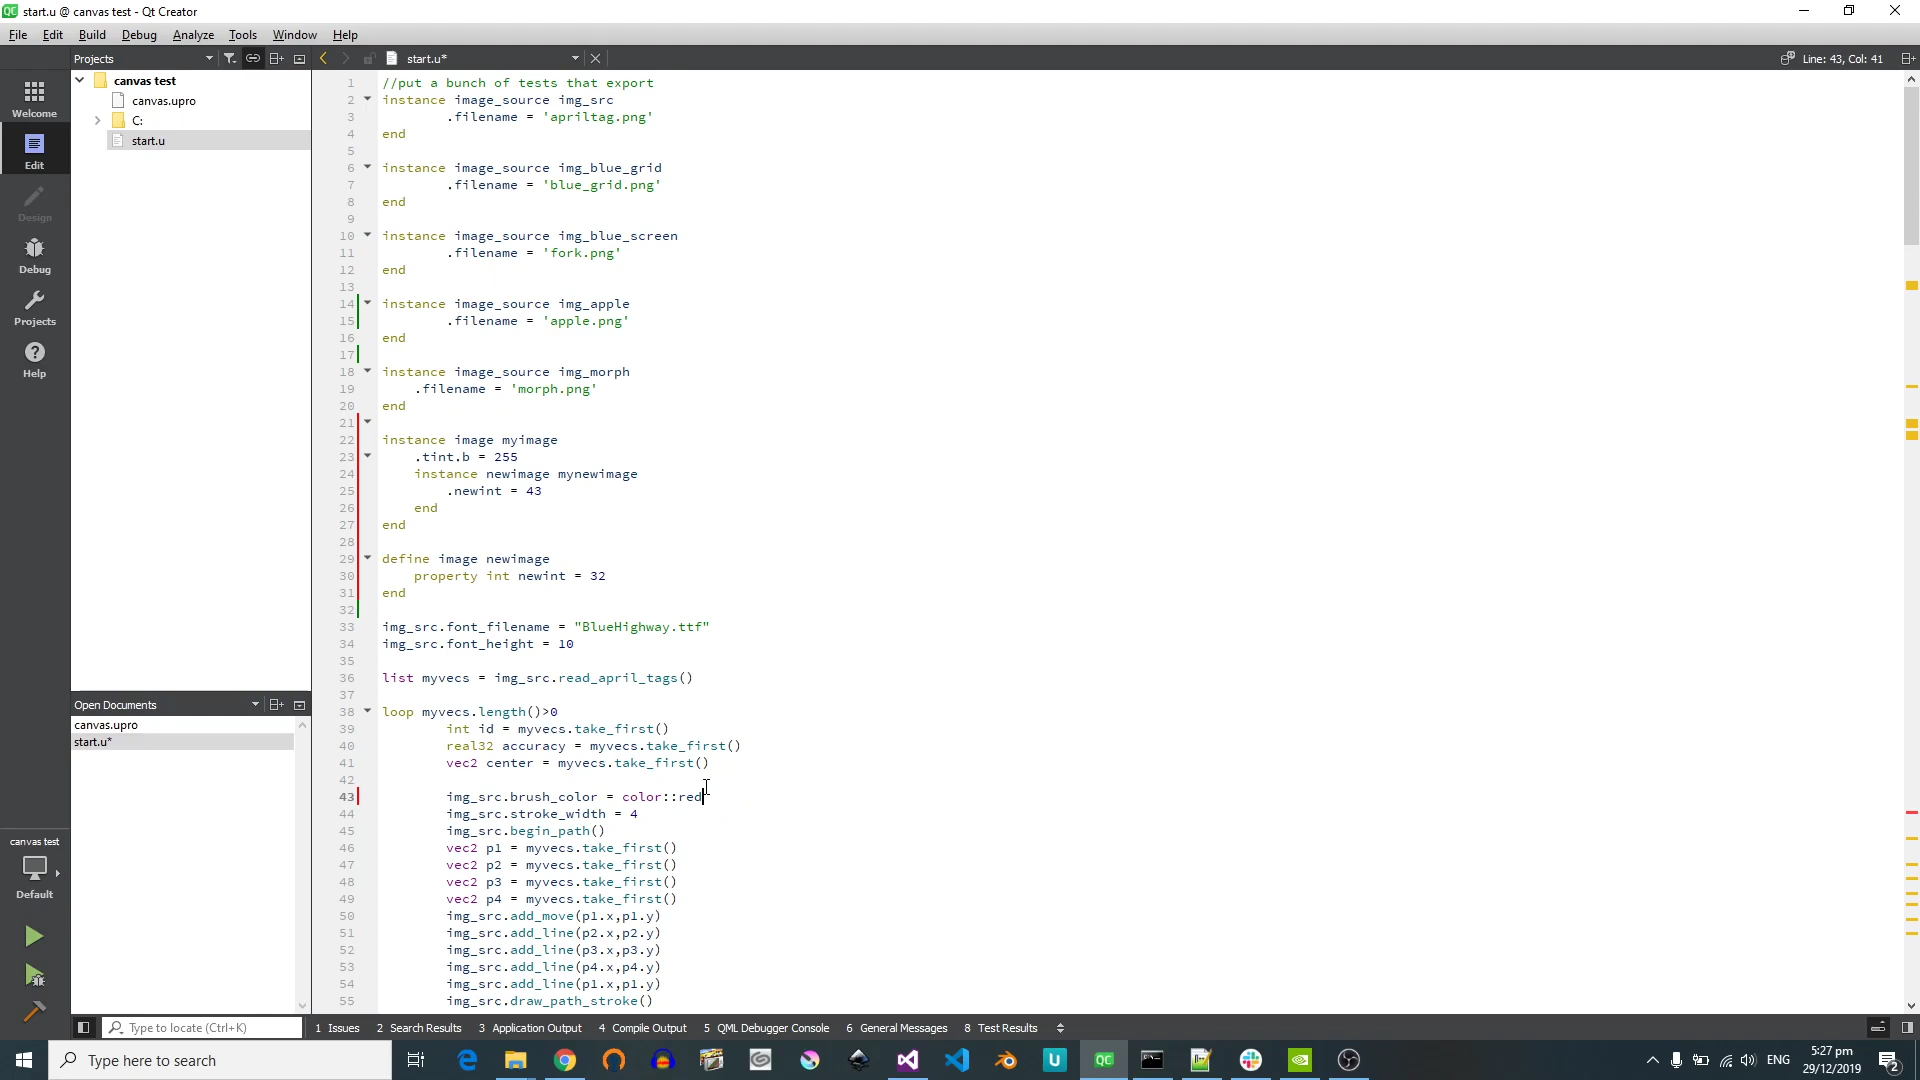 QC start.u @ canvas test - Qt Creator
File Edit Build Debug Analyze Tools Window Help
Projects
start.u*
Line: 43, Col: 41
Welcome
Edit
Design
Debug
Projects
Help
canvas test
canvas.upro
C:
start.u
1 //put a bunch of tests that export
2 instance image_source img_src
3 .filename = 'apriltag.png'
4 end
5
6 instance image_source img_blue_grid
7 .filename = 'blue_grid.png'
8 end
9
10 instance image_source img_blue_screen
11 .filename = 'fork.png'
12 end
13
14 instance image_source img_apple
15 .filename = 'apple.png'
16 end
17
18 instance image_source img_morph
19 .filename = 'morph.png'
20 end
21
22 instance image myimage
23 .tint.b = 255
24 instance newimage mynewimage
25 .newint = 43
26 end
27 end
28
29 define image newimage
30 property int newint = 32
31 end
32
33 img_src.font_filename = "BlueHighway.ttf"
34 img_src.font_height = 10
35
36 list myvecs = img_src.read_april_tags()
37
38 loop myvecs.length()>0
39 int id = myvecs.take_first()
40 real32 accuracy = myvecs.take_first()
41 vec2 center = myvecs.take_first()
42
43 img_src.brush_color = color::red
44 img_src.stroke_width = 4
45 img_src.begin_path()
46 vec2 p1 = myvecs.take_first()
47 vec2 p2 = myvecs.take_first()
48 vec2 p3 = myvecs.take_first()
49 vec2 p4 = myvecs.take_first()
50 img_src.add_move(p1.x,p1.y)
51 img_src.add_line(p2.x,p2.y)
52 img_src.add_line(p3.x,p3.y)
53 img_src.add_line(p4.x,p4.y)
54 img_src.add_line(p1.x,p1.y)
55 img_src.draw_path_stroke()
Open Documents
canvas.upro
start.u*
canvas test
Default
Type to locate (Ctrl+K)
1 Issues 2 Search Results 3 Application Output 4 Compile Output 5 QML Debugger Console 6 General Messages 8 Test Results
Type here to search
U
QC
ENG
5:27 pm
29/12/2019
2